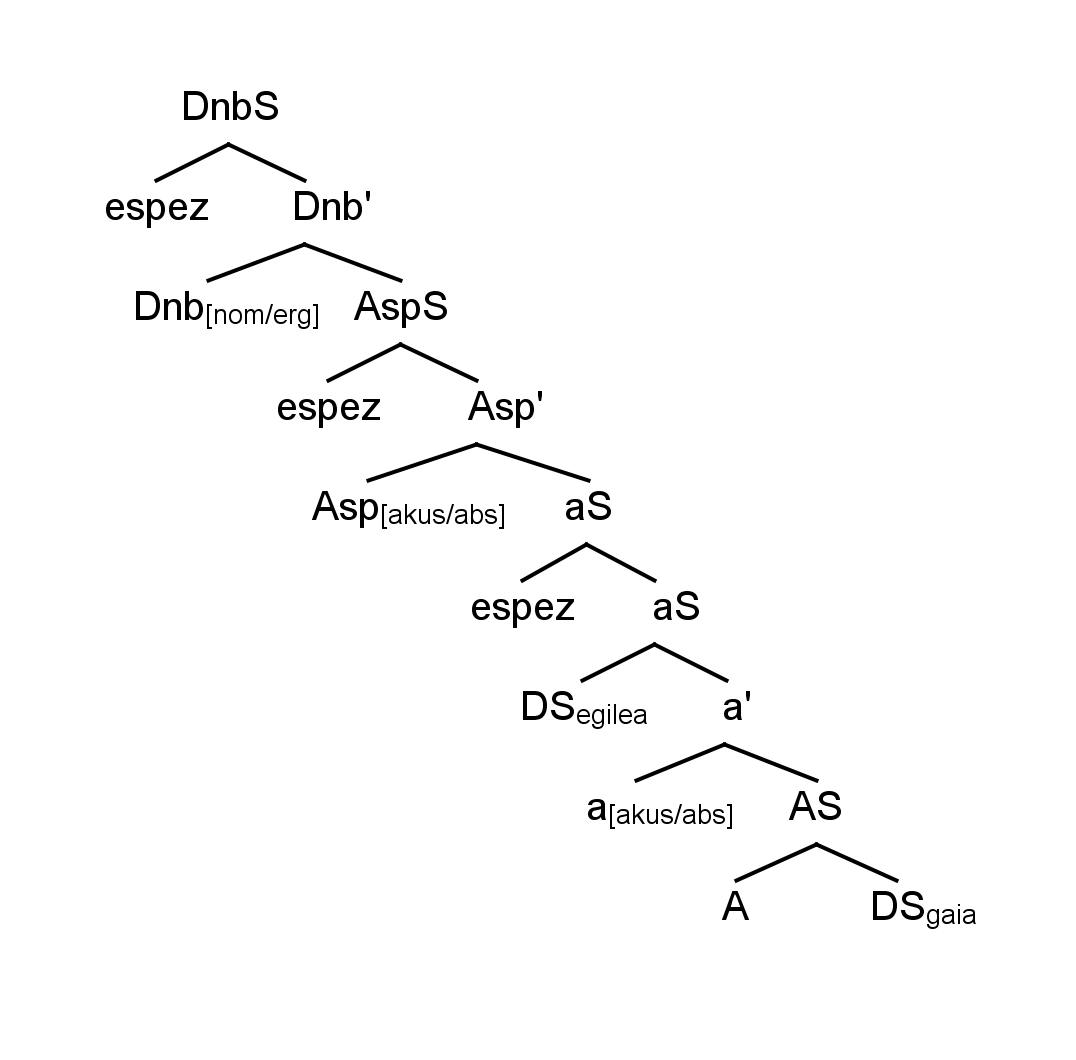 DnbS
espez Dnb'
Dnb[nom/erg] AspS
espez Asp'
Asp[akus/abs] aS
espez aS
DSegilea a'
a[akus/abs] AS
A DSgaia